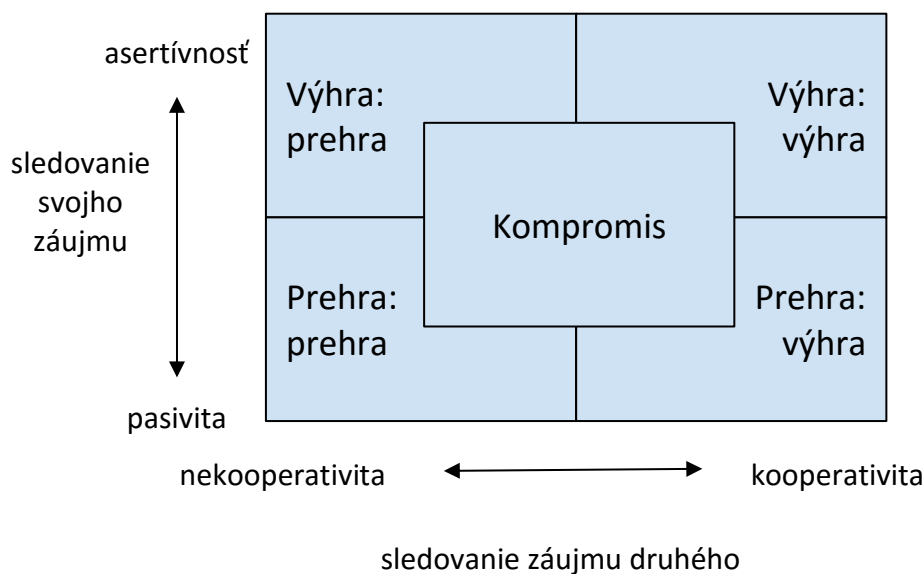 asertívnosť
sledovanie
svojho
záujmu
pasivita
Výhra:
prehra
Výhra:
výhra
Kompromis
Prehra:
prehra
Prehra:
výhra
nekooperativita
kooperativita
sledovanie záujmu druhého